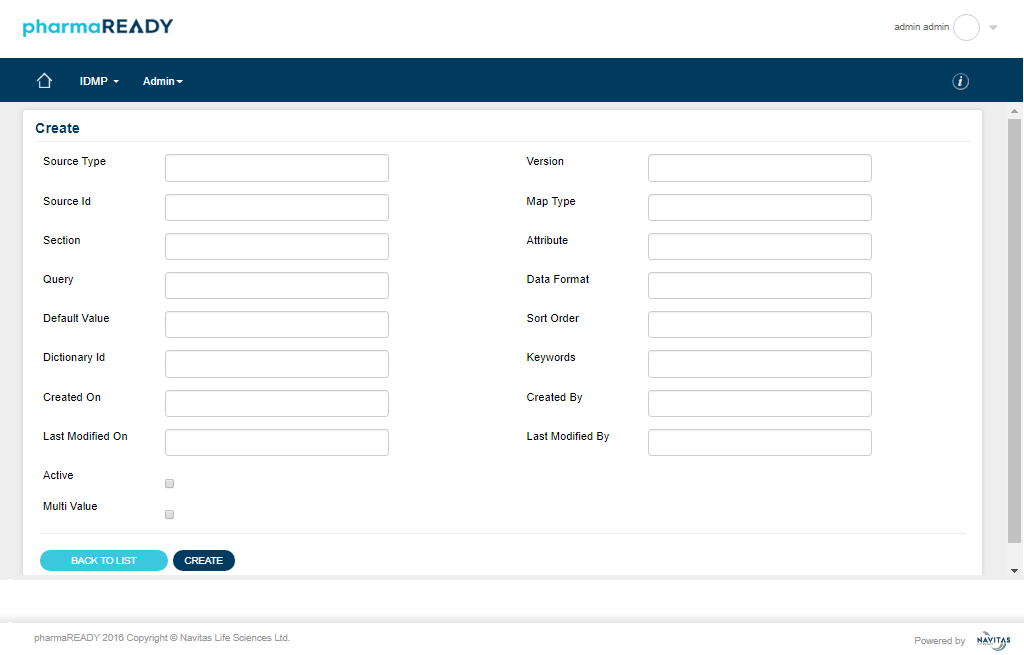 pharmaREADY
admin admin
IDMP
Admin
i
Create
Source Type
Version
Source Id
Map Type
Section
Attribute
Query
Data Format
Default Value
Sort Order
Dictionary Id
Keywords
Created On
Created By
Last Modified On
Last Modified By
Active
Multi Value
BACK TO LIST
CREATE
pharmaREADY 2016 Copyright © Navitas Life Sciences Ltd.
Powered by
NAVITAS